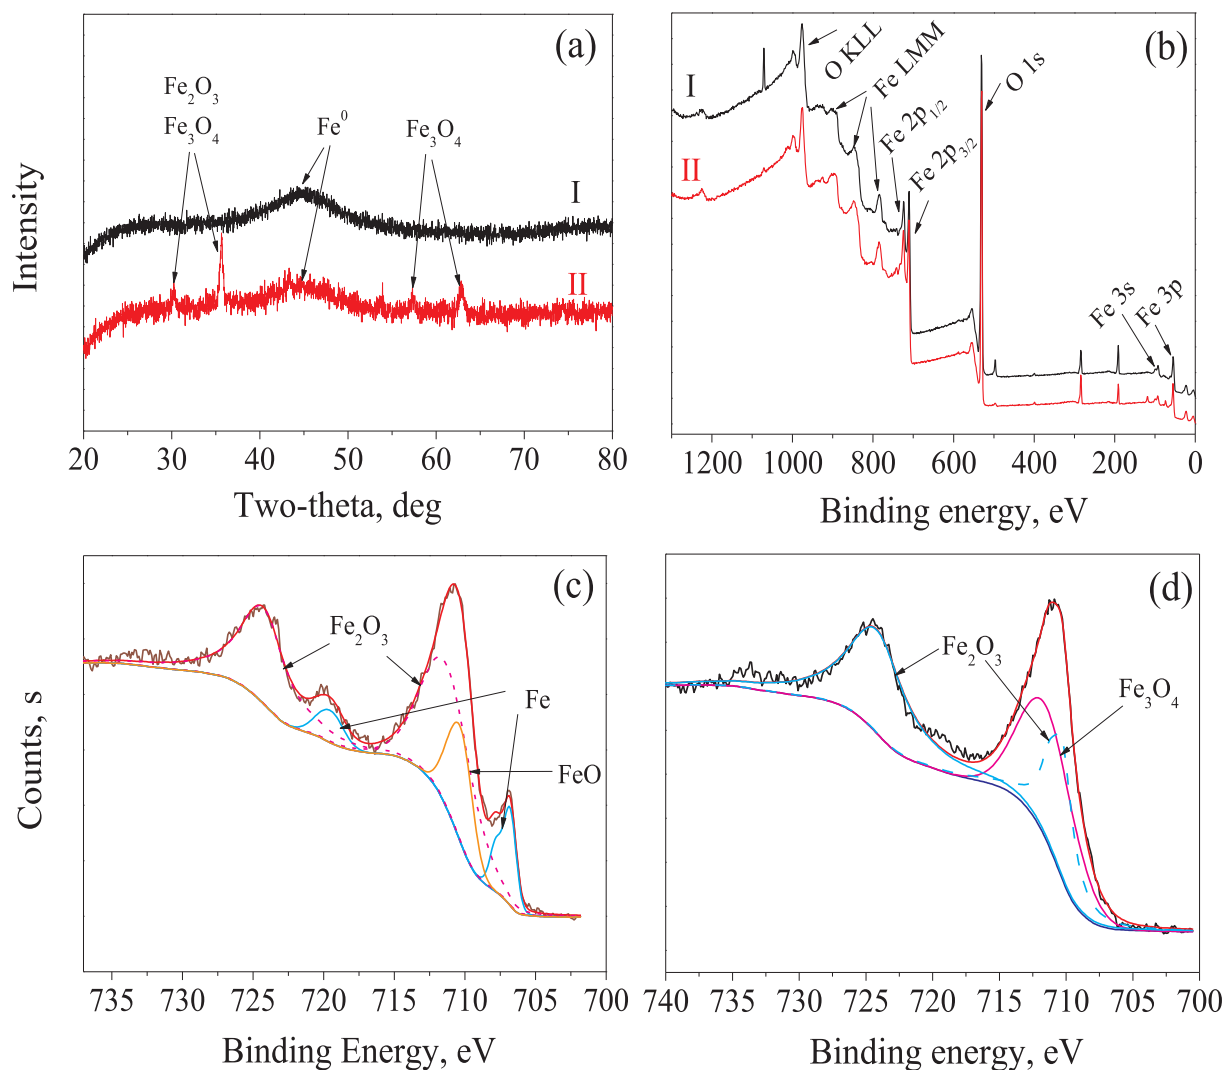 (a)
Fe₂O₃
Fe₃O₄
Fe⁰
Fe₃O₄
I
II
Intensity
20 30 40 50 60 70 80
Two-theta, deg
(b)
I
II
O KLL
Fe LMM
Fe 2p₁/₂
Fe 2p₃/₂
O 1s
Fe 3s
Fe 3p
1200 1000 800 600 400 200 0
Binding energy, eV
(c)
Fe₂O₃
Fe
FeO
Counts, s
735 730 725 720 715 710 705 700
Binding Energy, eV
(d)
Fe₂O₃
Fe₃O₄
740 735 730 725 720 715 710 705 700
Binding energy, eV